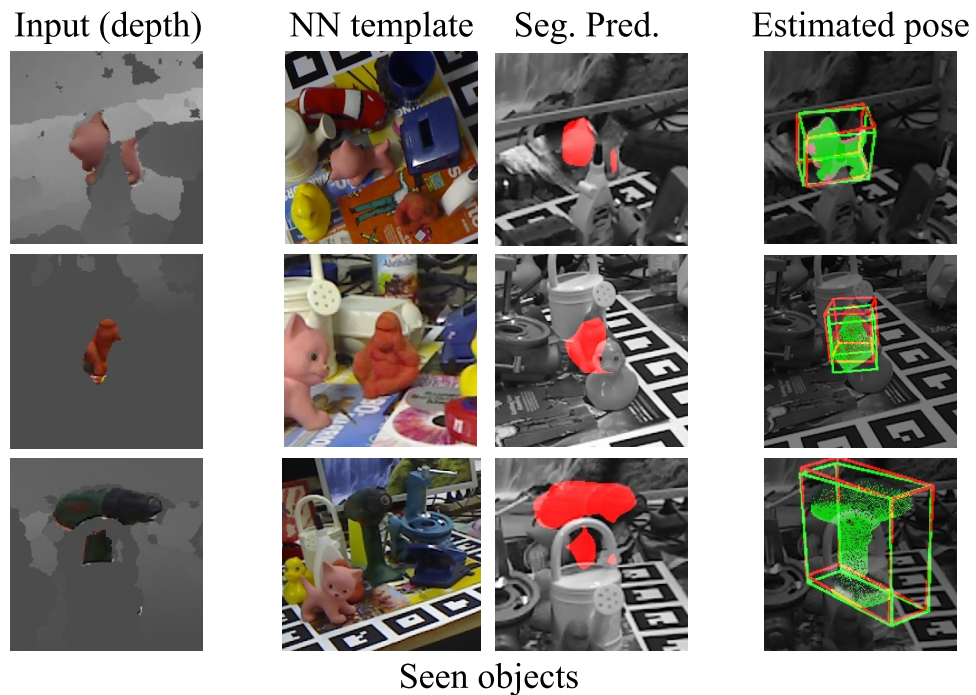 Input (depth)
NN template
Seg. Pred.
Estimated pose
Seen objects